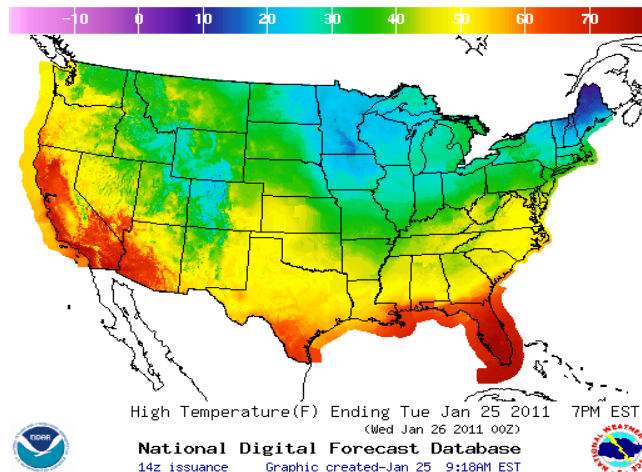 -10 0 10 20 30 40 50 60 70
High Temperature(F) Ending Tue Jan 25 2011 7PM EST
(Wed Jan 26 2011 00Z)
National Digital Forecast Database
14z issuance Graphic created-Jan 25 9:18AM EST
NOAA